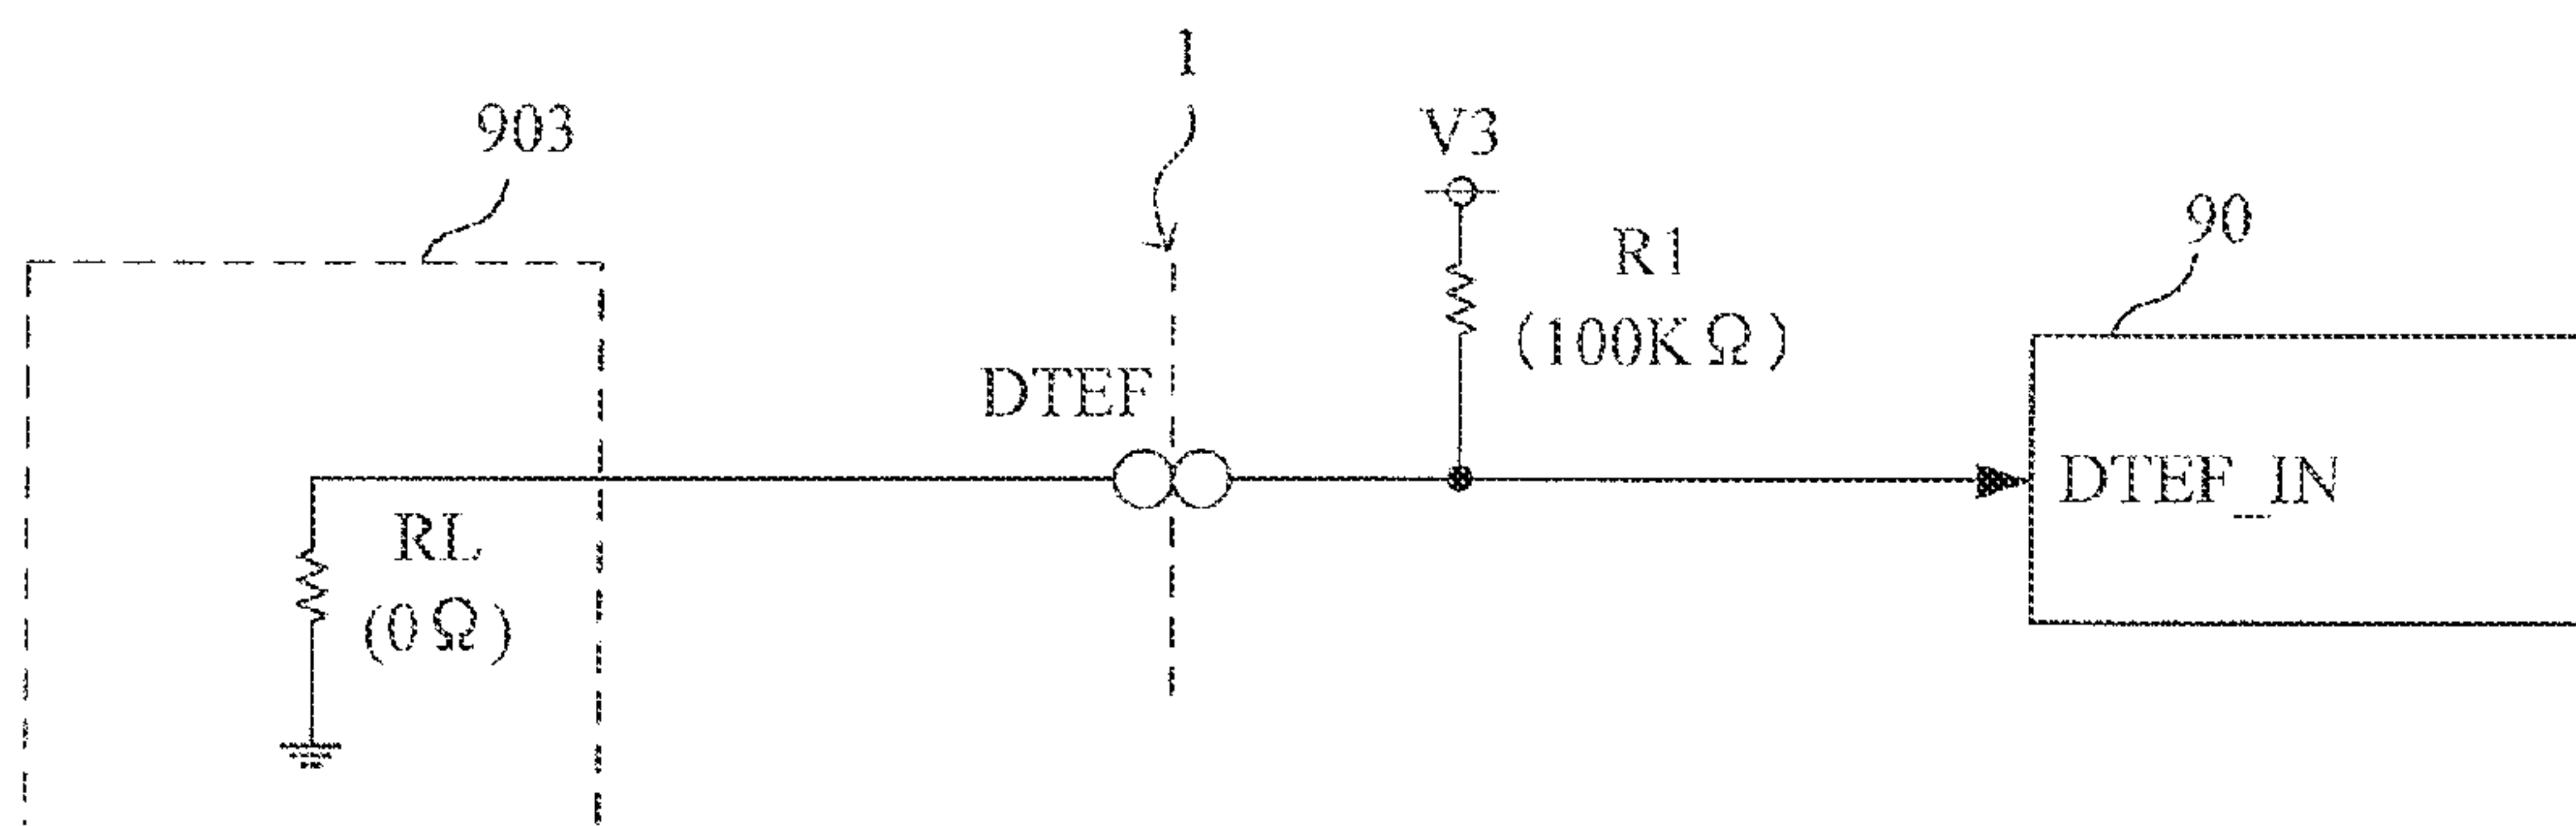 1
903
V3
90
R1
(100KΩ)
DTEF
DTEF_IN
RL
(0Ω)